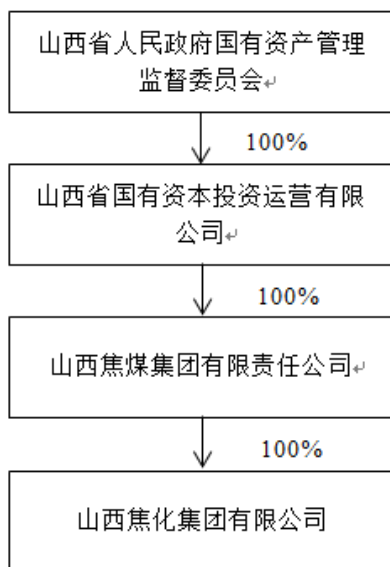 山西省人民政府国有资产管理
监督委员会↵
100%
山西省国有资本投资运营有限
公司↵
100%
山西焦煤集团有限责任公司↵
100%
山西焦化集团有限公司